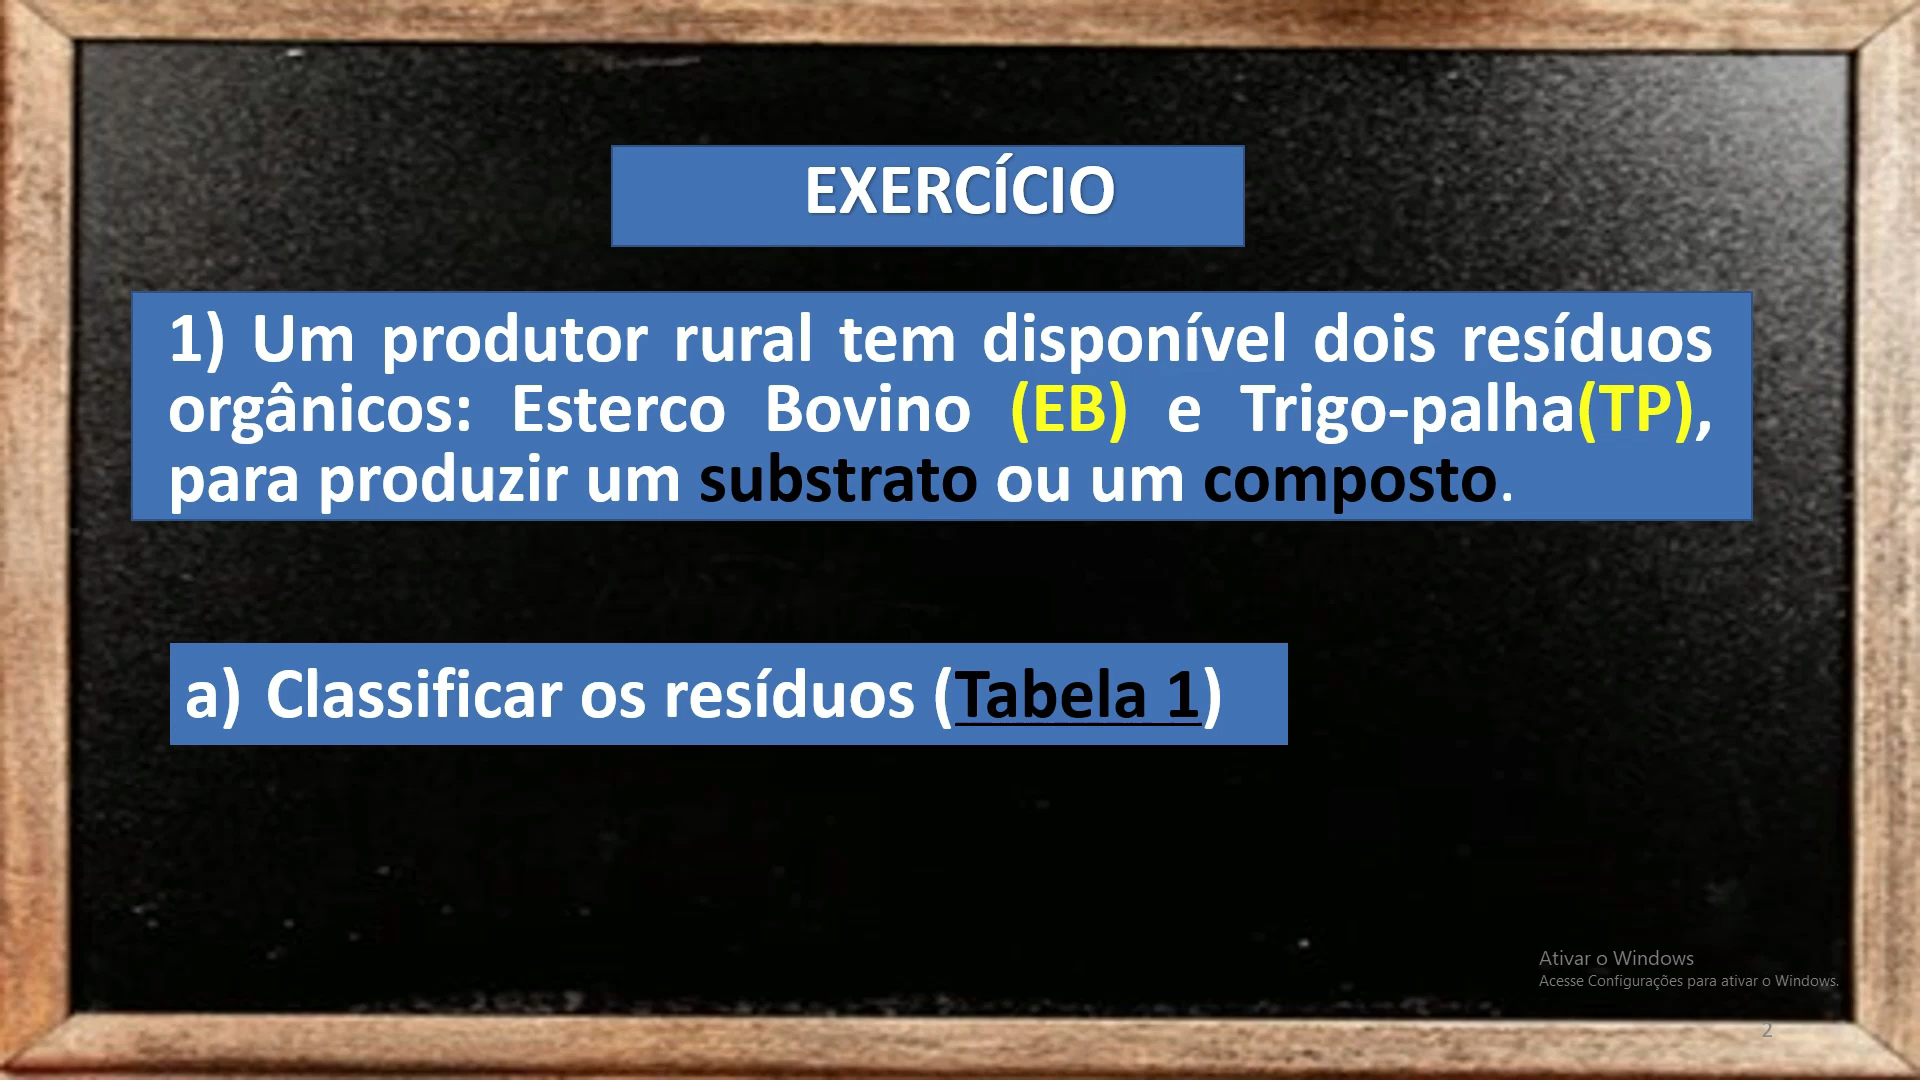 EXERCÍCIO
1) Um produtor rural tem disponível dois resíduos
orgânicos: Esterco Bovino (EB) e Trigo-palha(TP),
para produzir um substrato ou um composto.
a) Classificar os resíduos (Tabela 1)
Ativar o Windows
Acesse Configurações para ativar o Windows.
2